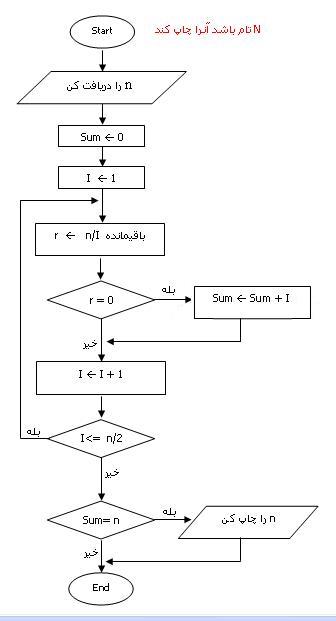 Start
N تام باشد آنرا چاپ کند
n را دریافت کن
Sum ← 0
I ← 1
r ← n/I باقیمانده
r = 0
بله
Sum ← Sum + I
خیر
I ← I + 1
I <= n/2
بله
خیر
Sum= n
بله
n را چاپ کن
خیر
End